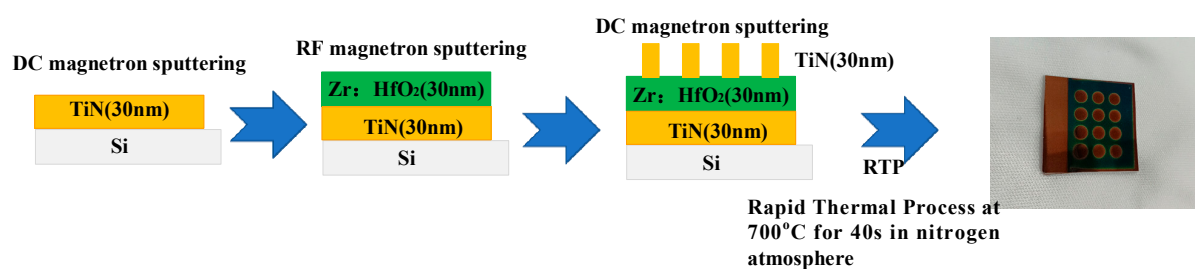 DC magnetron sputtering
TiN(30nm)
Si
RF magnetron sputtering
Zr：HfO₂(30nm)
TiN(30nm)
Si
DC magnetron sputtering
TiN(30nm)
Zr：HfO₂(30nm)
TiN(30nm)
Si
RTP
Rapid Thermal Process at
700°C for 40s in nitrogen
atmosphere